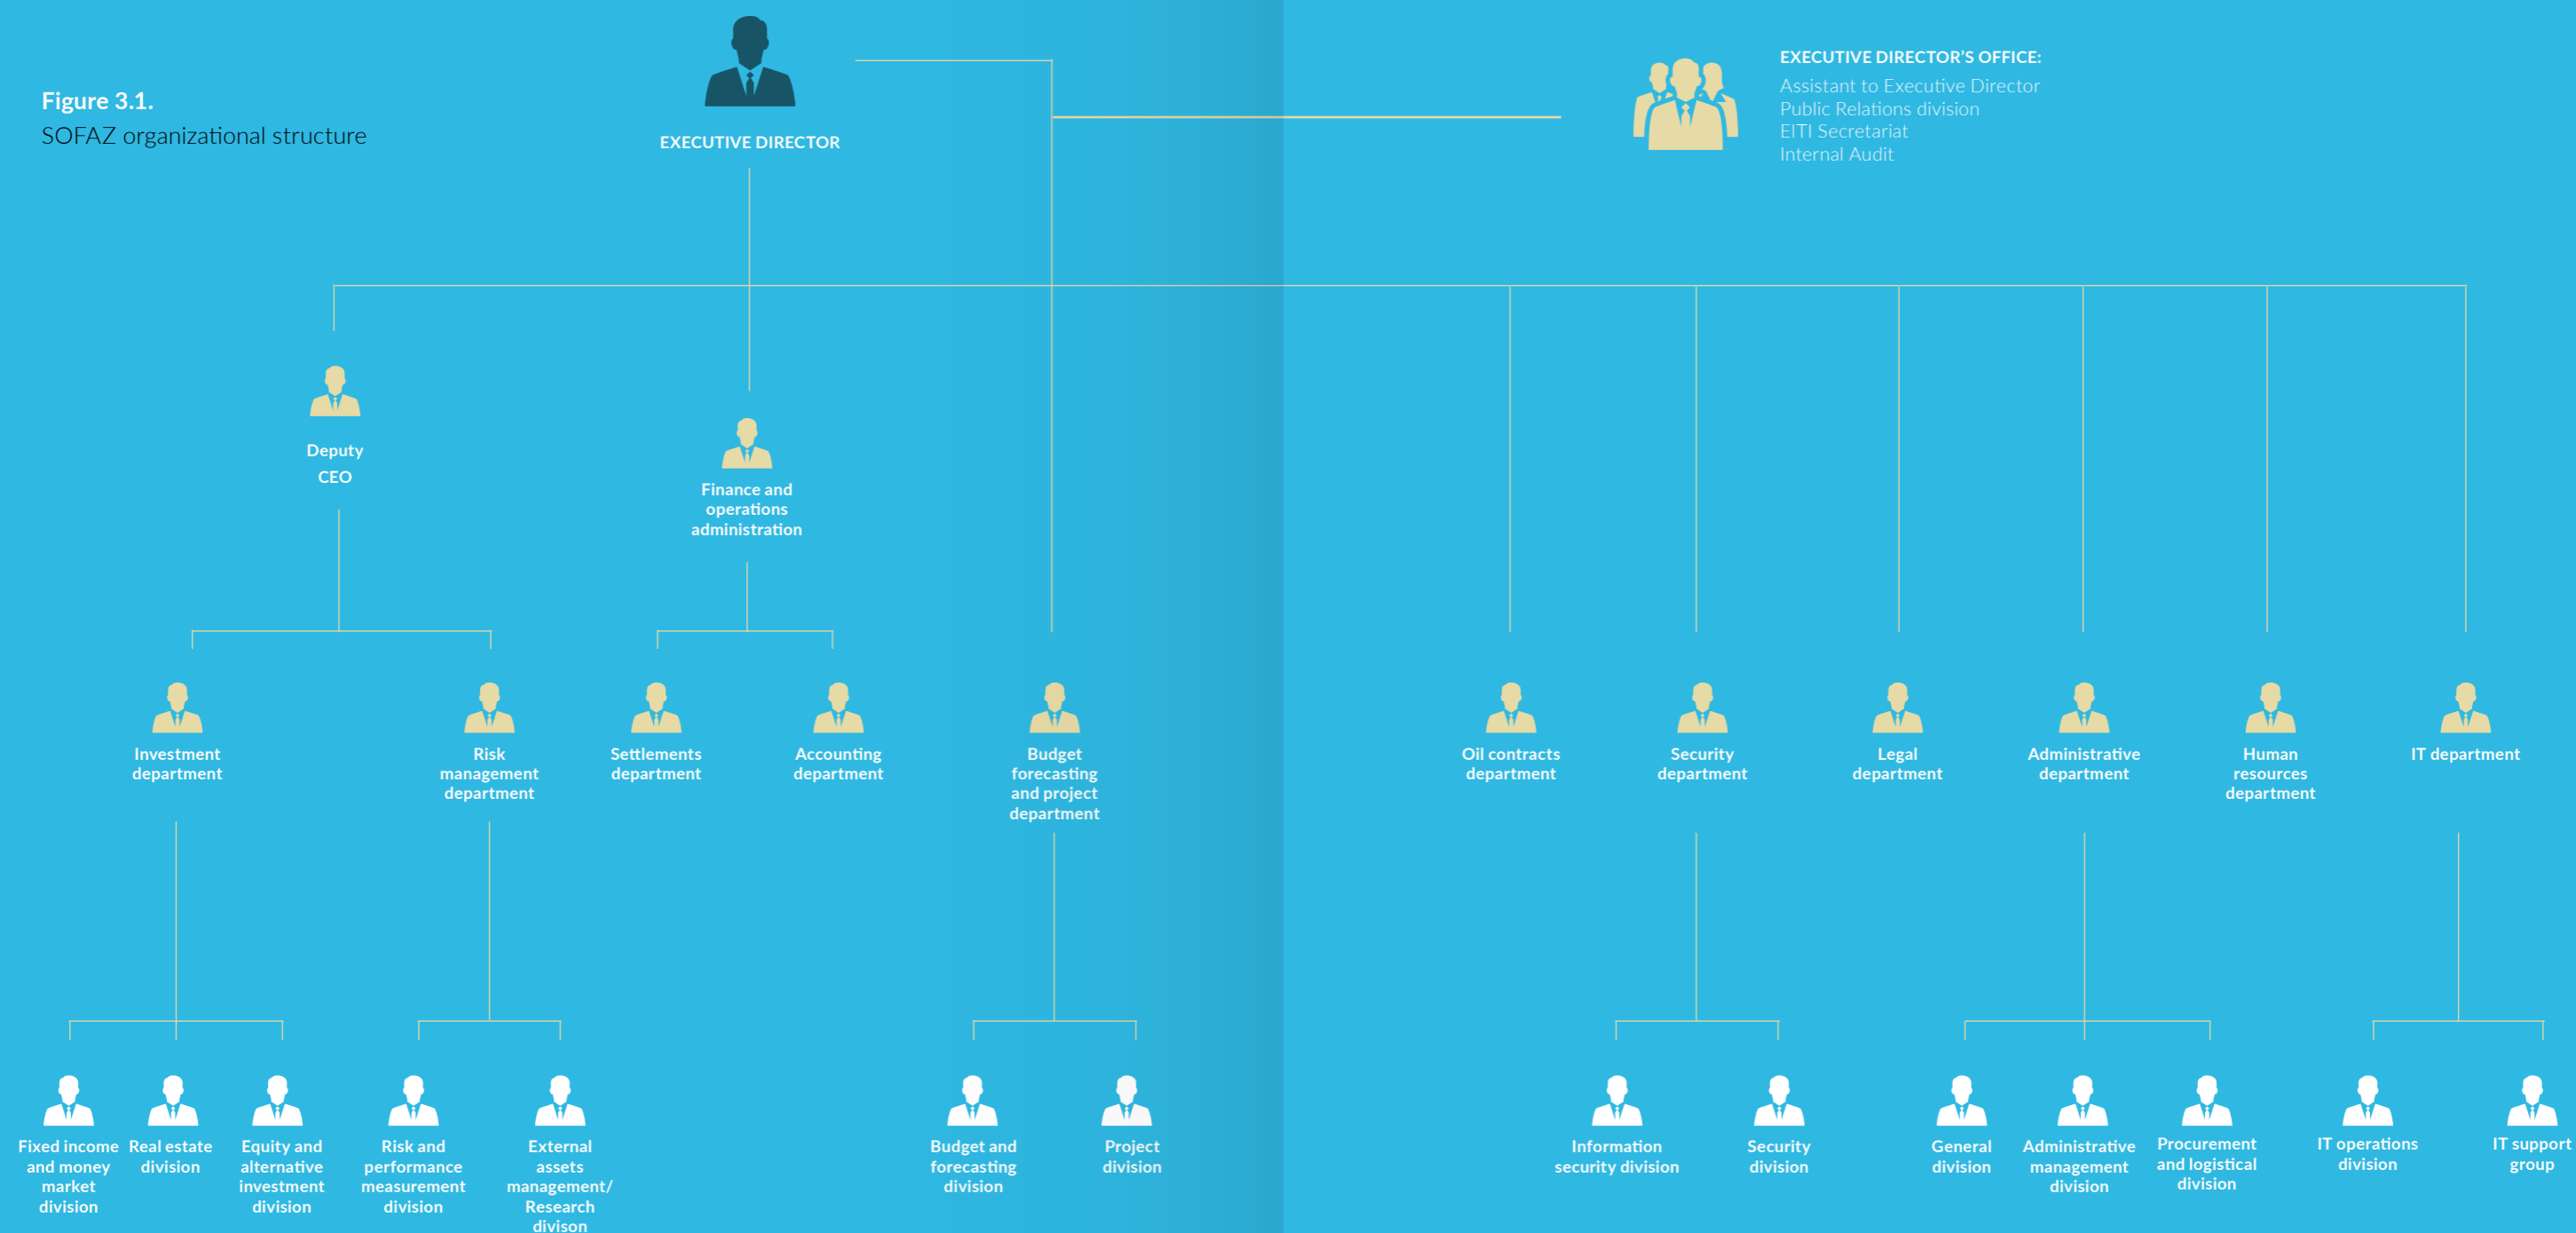 Figure 3.1.
SOFAZ organizational structure
EXECUTIVE DIRECTOR
EXECUTIVE DIRECTOR'S OFFICE:
Assistant to Executive Director
Public Relations division
EITI Secretariat
Internal Audit
Deputy
CEO
Finance and
operations
administration
Investment
department
Risk
management
department
Settlements
department
Accounting
department
Budget
forecasting
and project
department
Oil contracts
department
Security
department
Legal
department
Administrative
department
Human
resources
department
IT department
Fixed income
and money
market
division
Real estate
division
Equity and
alternative
investment
division
Risk and
performance
measurement
division
External
assets
management/
Research
divison
Budget and
forecasting
division
Project
division
Information
security division
Security
division
General
division
Administrative
management
division
Procurement
and logistical
division
IT operations
division
IT support
group